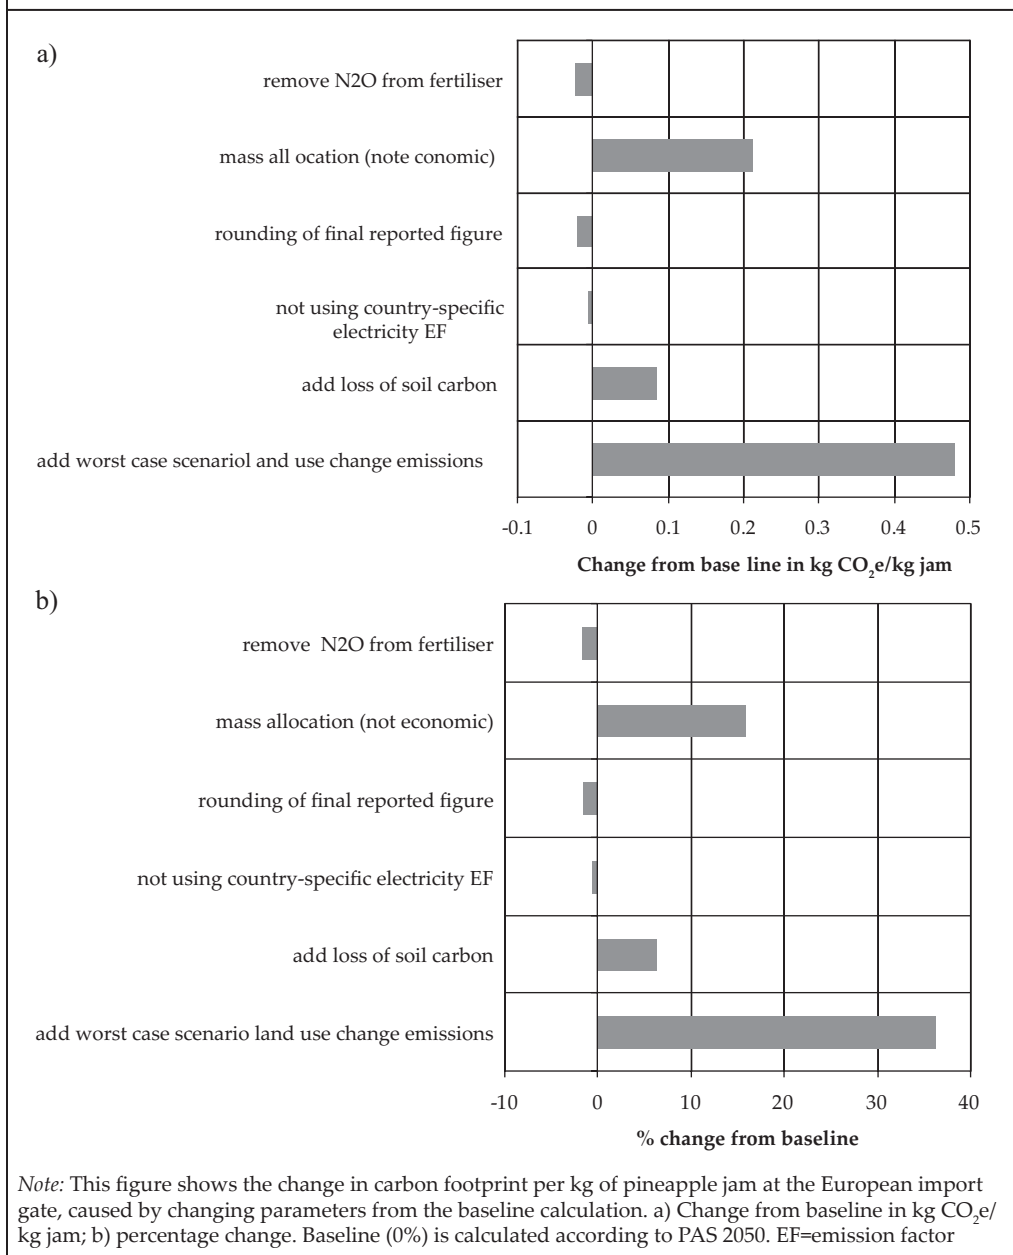 a)
remove N2O from fertiliser
mass all ocation (note conomic)
rounding of final reported figure
not using country-specific
electricity EF
add loss of soil carbon
add worst case scenariol and use change emissions
-0.1 0 0.1 0.2 0.3 0.4 0.5
Change from base line in kg CO₂e/kg jam
b)
remove N2O from fertiliser
mass allocation (not economic)
rounding of final reported figure
not using country-specific electricity EF
add loss of soil carbon
add worst case scenario land use change emissions
-10 0 10 20 30 40
% change from baseline
Note: This figure shows the change in carbon footprint per kg of pineapple jam at the European import
gate, caused by changing parameters from the baseline calculation. a) Change from baseline in kg CO₂e/
kg jam; b) percentage change. Baseline (0%) is calculated according to PAS 2050. EF=emission factor